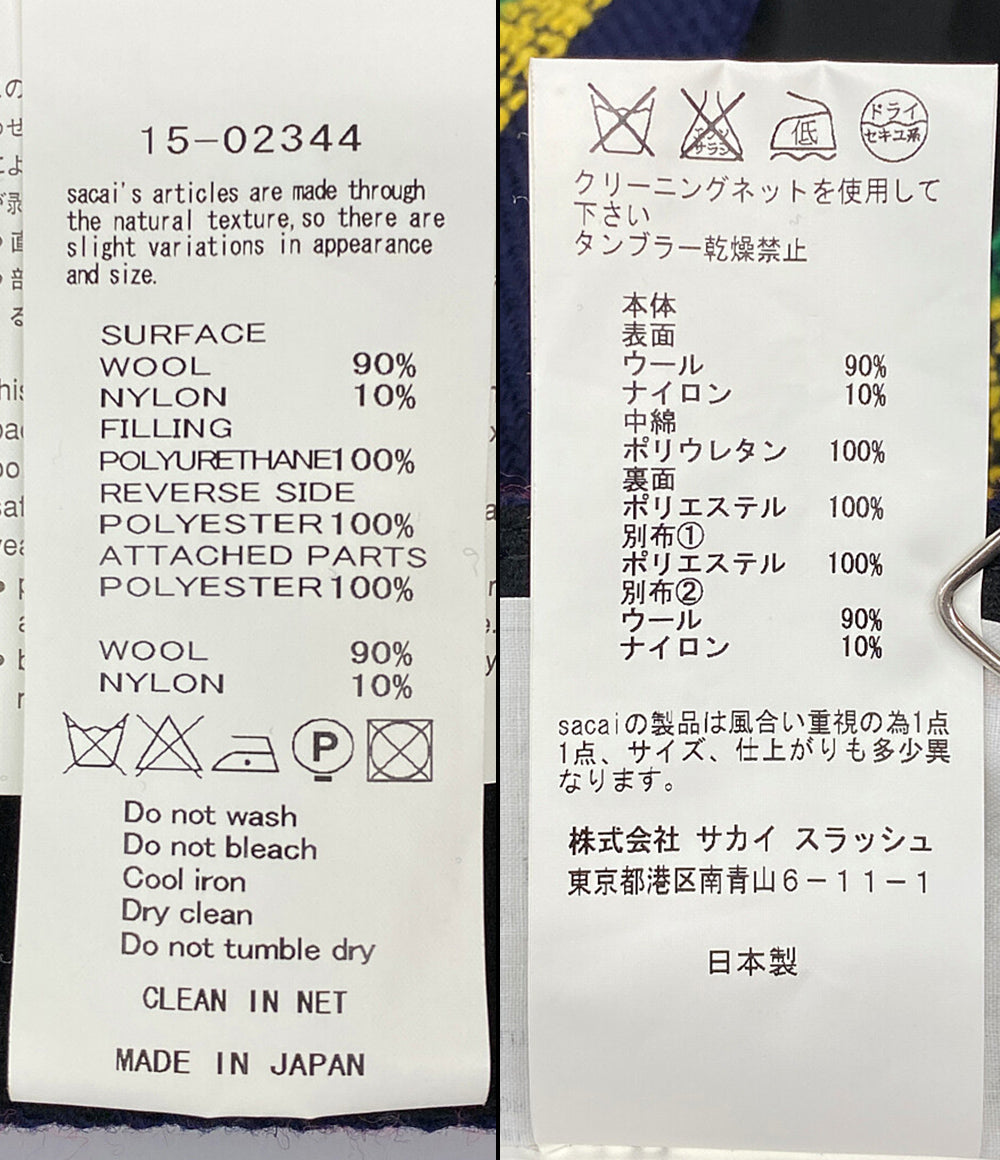 15-02344
sacai's articles are made through
the natural texture, so there are
slight variations in appearance
and size.
SURFACE
WOOL 90%
NYLON 10%
FILLING
POLYURETHANE100%
REVERSE SIDE
POLYESTER100%
ATTACHED PARTS
POLYESTER100%
WOOL 90%
NYLON 10%
P
Do not wash
Do not bleach
Cool iron
Dry clean
Do not tumble dry
CLEAN IN NET
MADE IN JAPAN
エンソ
サラシ
低
ドライ
セキユ系
クリーニングネットを使用して
下さい
タンブラー乾燥禁止
本体
表面
ウール 90%
ナイロン 10%
中綿
ポリウレタン 100%
裏面
ポリエステル 100%
別布①
ポリエステル 100%
別布②
ウール 90%
ナイロン 10%
sacaiの製品は風合い重視の為1点
1点、サイズ、仕上がりも多少異
なります。
株式会社 サカイ スラッシュ
東京都港区南青山6-11-1
日本製